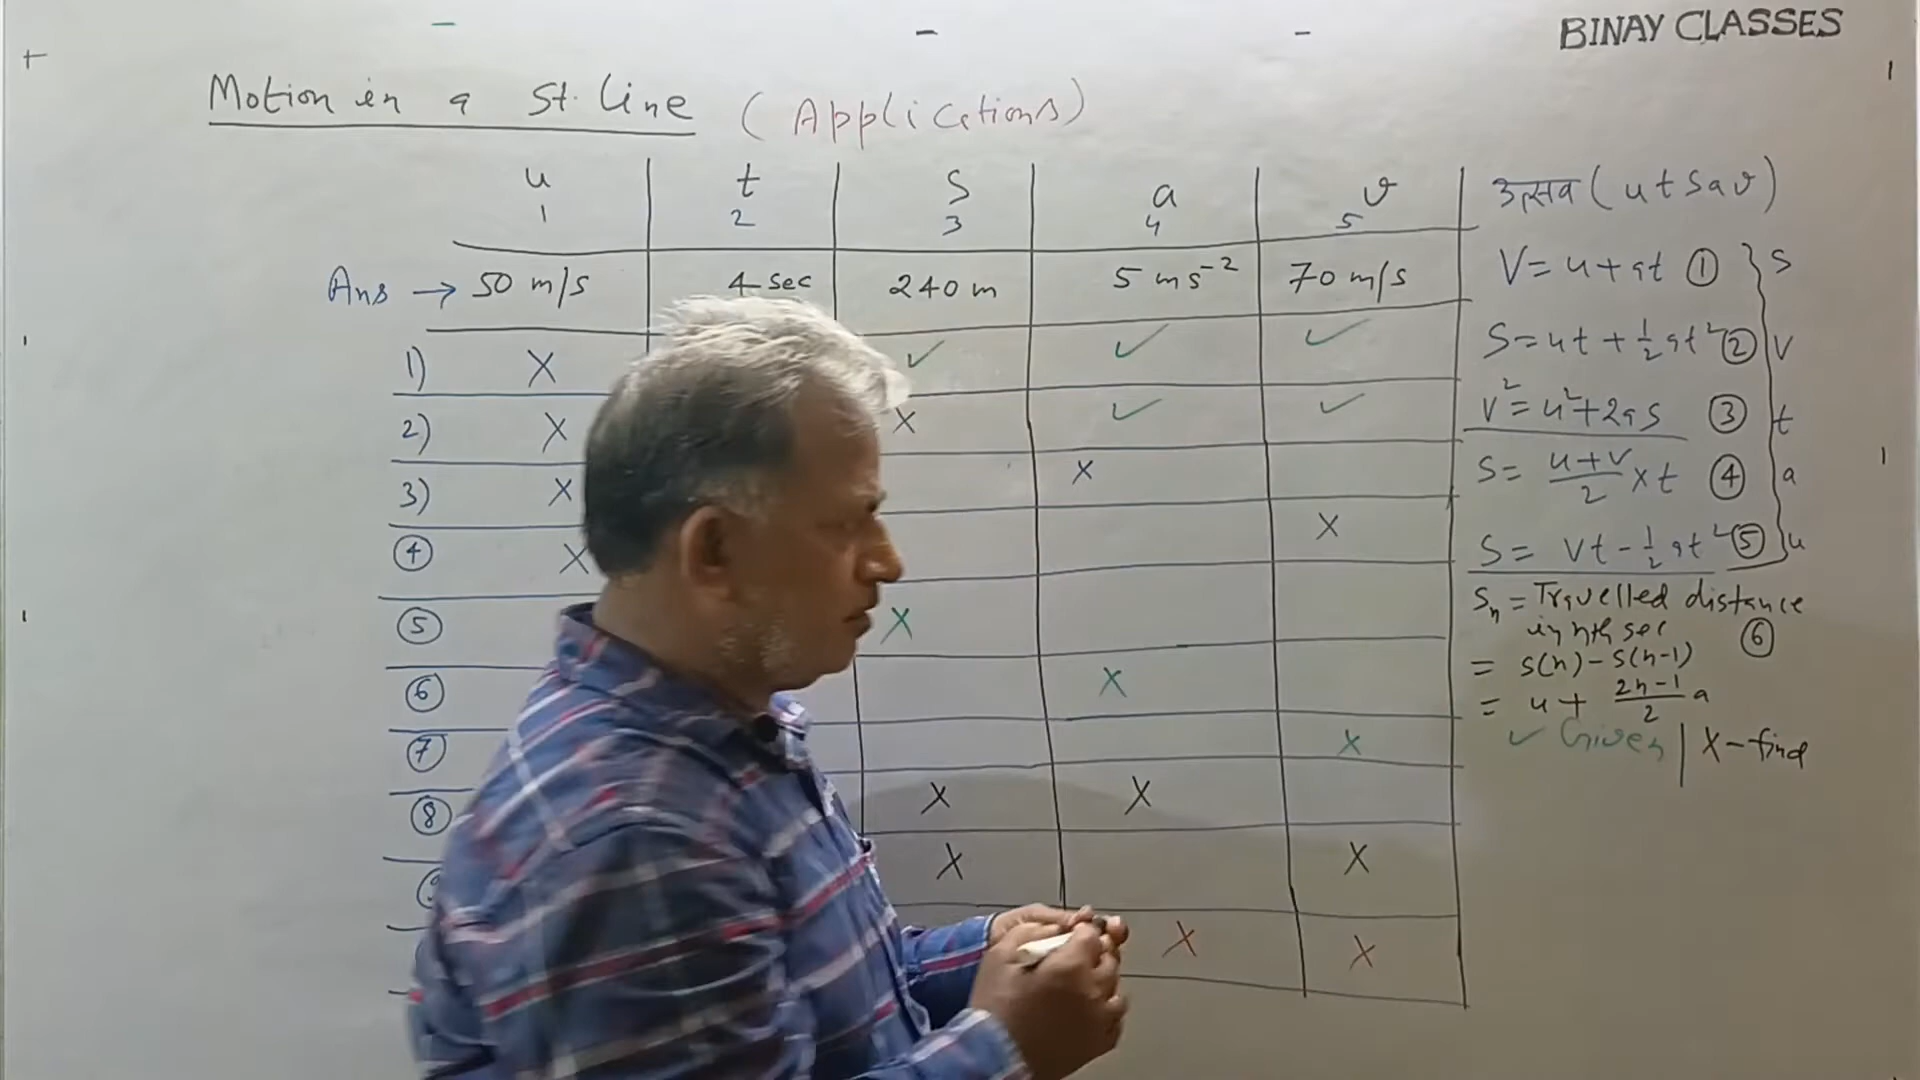 BINAY CLASSES
Motion in a St. Line (Applications)
u t S a v
1 2 3 4 5
Ans → 50 m/s 4 sec 240 m 5 ms⁻² 70 m/s
1) X ✓ ✓ ✓
2) X X ✓ ✓
3) X X
④ X X
⑤ X
⑥ X
⑦ X
⑧ X X
X X
X X
उत्सव (utsav)
V = u + at ① S
S = ut + ½at² ② V
V² = u² + 2as ③ t
S = (u+v)/2 × t ④ a
S = Vt - ½at² ⑤ u
Sₙ = Travelled distance
in nth sec ⑥
= S(n) - S(n-1)
= u + (2n-1)/2 a
✓ Given | X - find